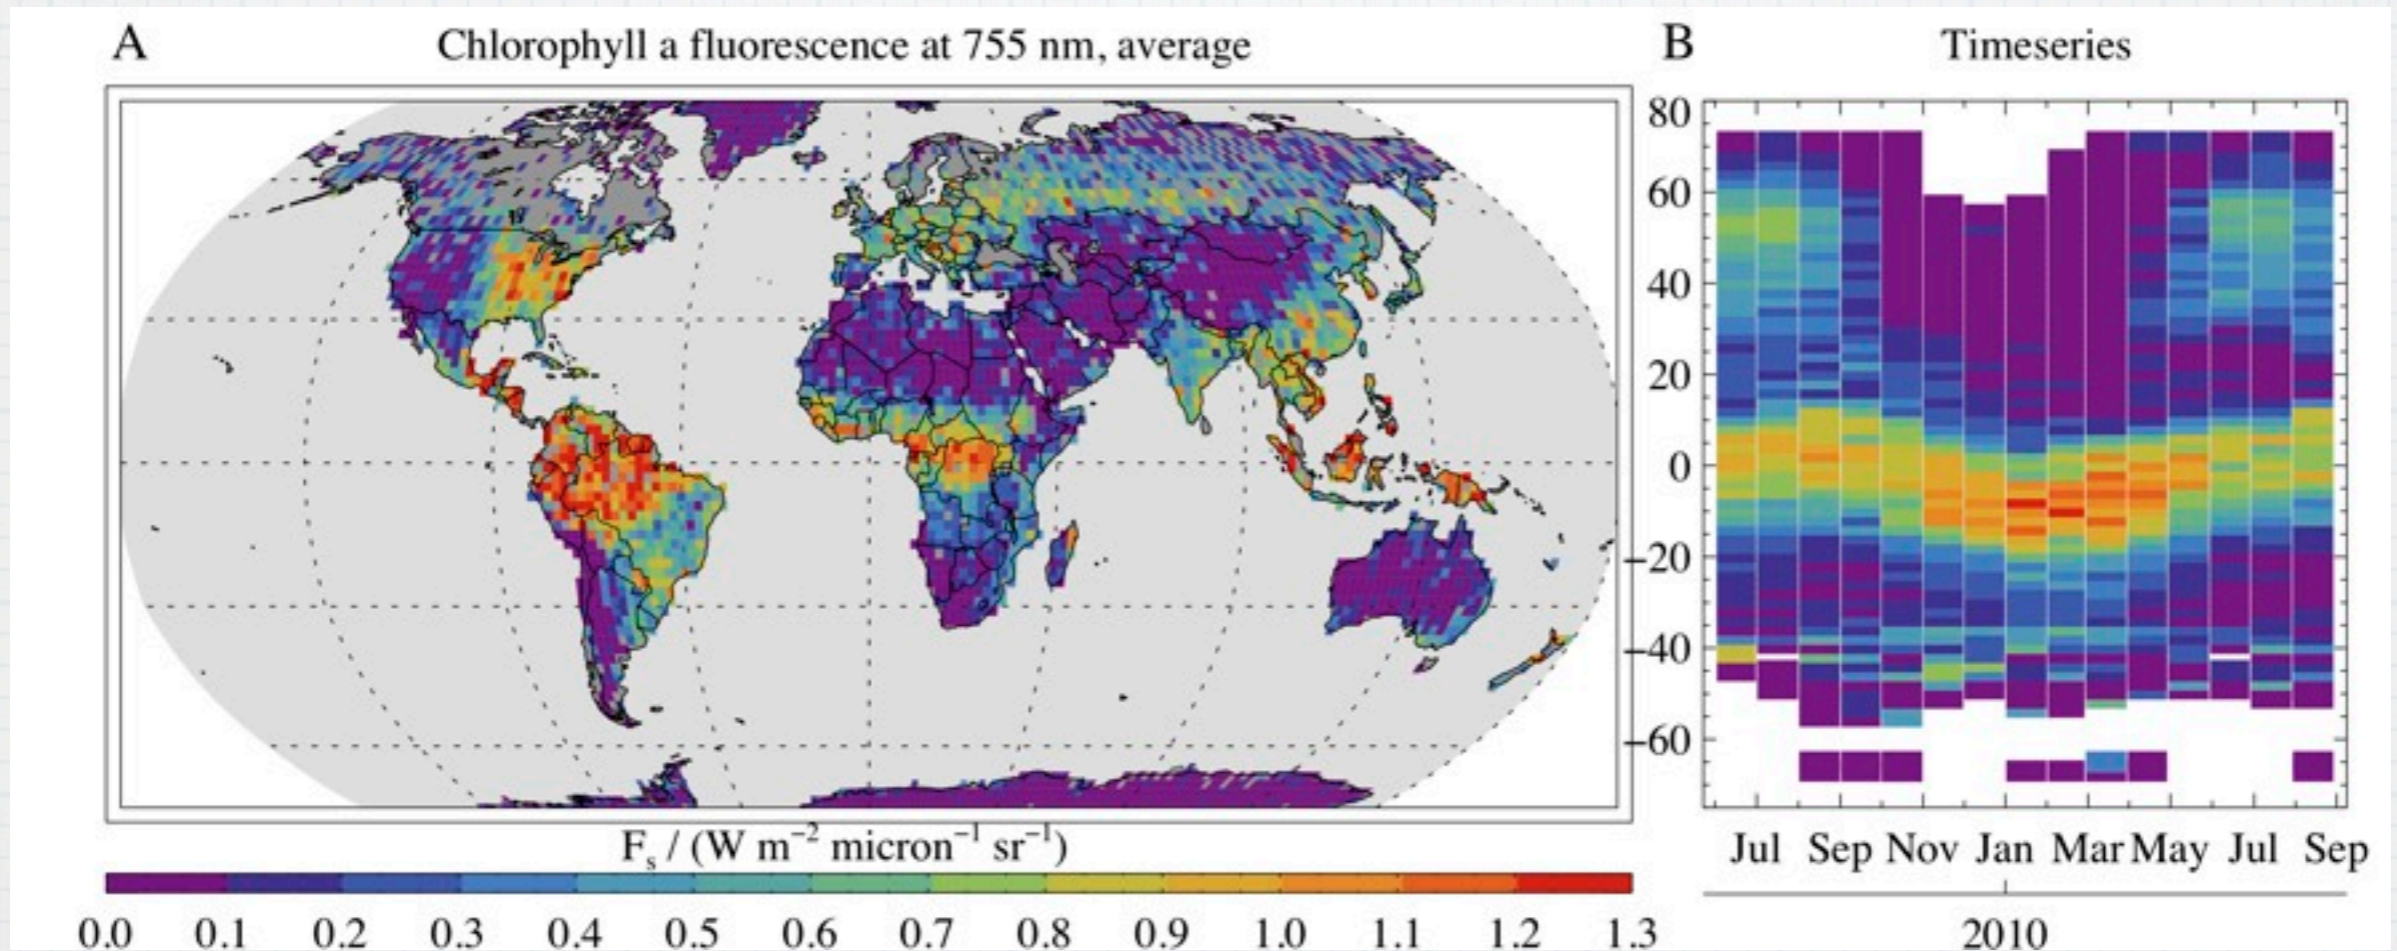 A
Chlorophyll a fluorescence at 755 nm, average
F_s / (W m⁻² micron⁻¹ sr⁻¹)
0.0 0.1 0.2 0.3 0.4 0.5 0.6 0.7 0.8 0.9 1.0 1.1 1.2 1.3
B
Timeseries
80
60
40
20
0
−20
−40
−60
Jul Sep Nov Jan Mar May Jul Sep
2010